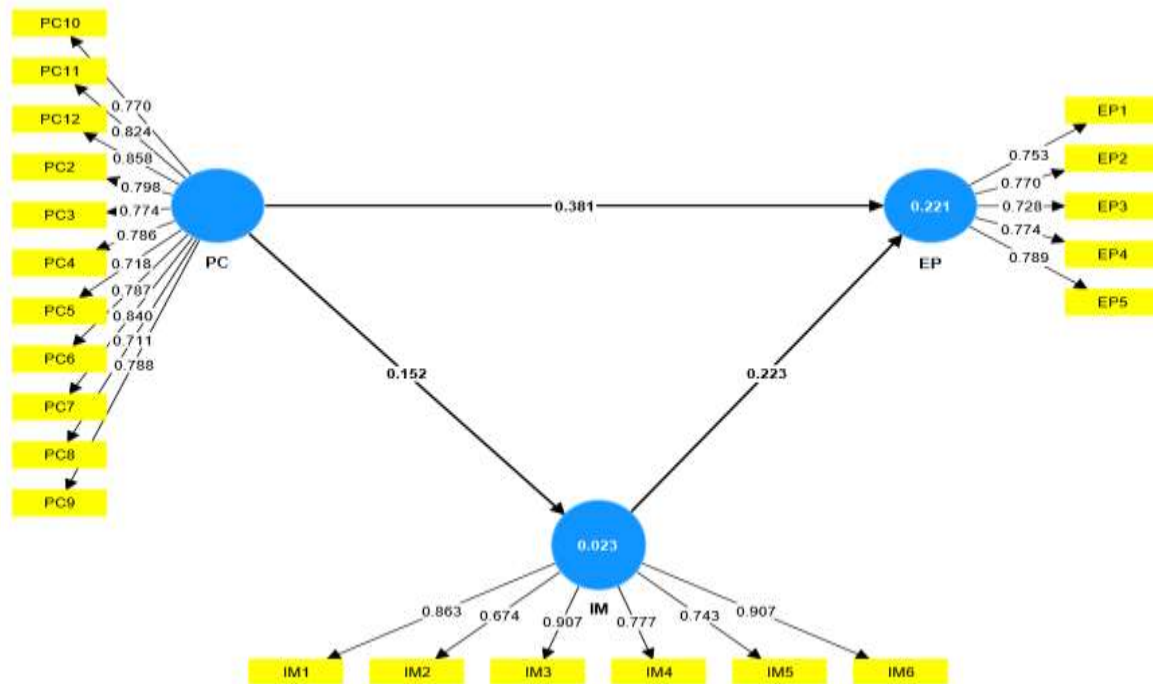 PC10
PC11
PC12
PC2
PC3
PC4
PC5
PC6
PC7
PC8
PC9
0.770
0.824
0.858
0.798
0.774
0.786
0.718
0.787
0.840
0.711
0.788
PC
0.381
0.152
0.223
0.221
EP
0.753
0.770
0.728
0.774
0.789
EP1
EP2
EP3
EP4
EP5
0.023
IM
0.863
0.674
0.907
0.777
0.743
0.907
IM1
IM2
IM3
IM4
IM5
IM6